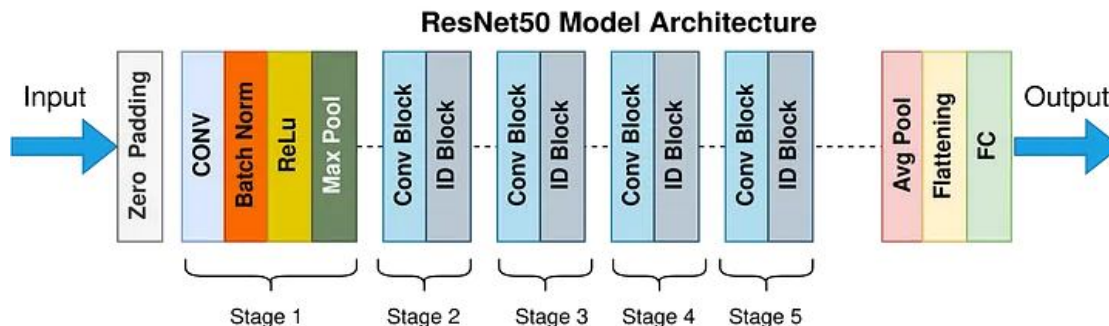 ResNet50 Model Architecture
Input
Zero Padding
CONV
Batch Norm
ReLu
Max Pool
Conv Block
ID Block
Conv Block
ID Block
Conv Block
ID Block
Conv Block
ID Block
Avg Pool
Flattening
FC
Output
Stage 1
Stage 2
Stage 3
Stage 4
Stage 5